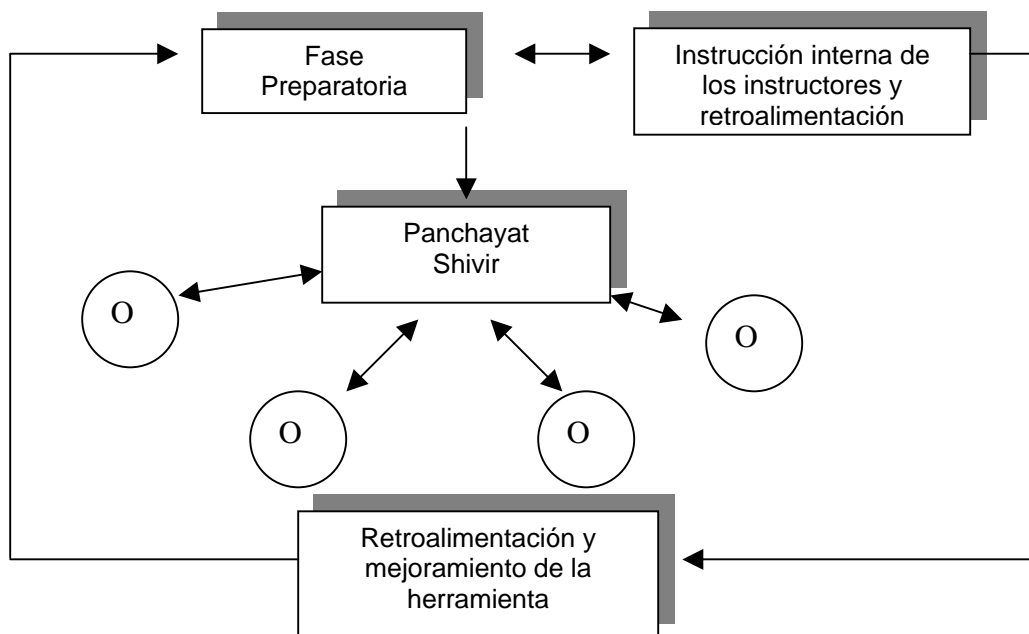 Fase
Preparatoria
Instrucción interna de
los instructores y
retroalimentación
Panchayat
Shivir
O
O
O
O
Retroalimentación y
mejoramiento de la
herramienta